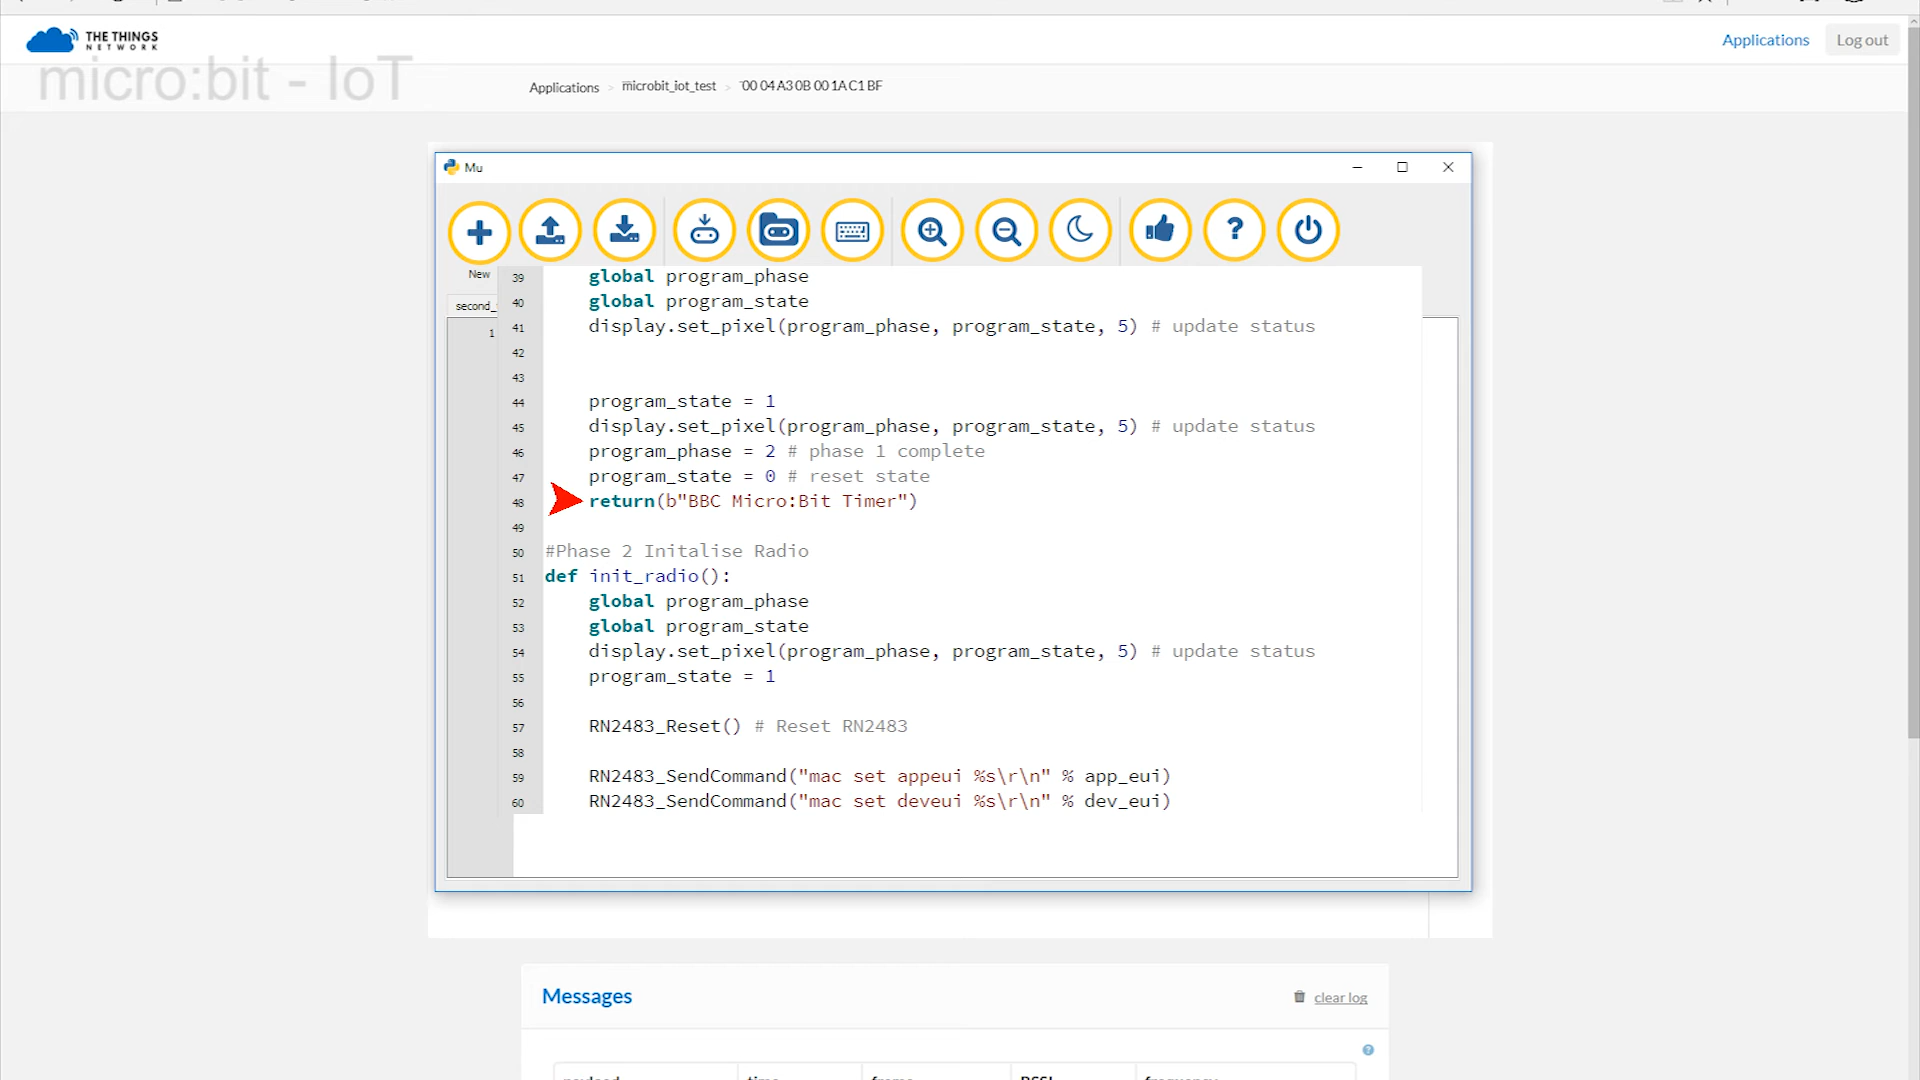 THE THINGS
NETWORK
Applications
Log out
micro:bit - IoT
Applications > microbit_iot_test > 00 04 A3 0B 00 1A C1 BF
Mu
New
second_
1
39 global program_phase
40 global program_state
41 display.set_pixel(program_phase, program_state, 5) # update status
42
43
44 program_state = 1
45 display.set_pixel(program_phase, program_state, 5) # update status
46 program_phase = 2 # phase 1 complete
47 program_state = 0 # reset state
48 return(b"BBC Micro:Bit Timer")
49
50 #Phase 2 Initalise Radio
51 def init_radio():
52 global program_phase
53 global program_state
54 display.set_pixel(program_phase, program_state, 5) # update status
55 program_state = 1
56
57 RN2483_Reset() # Reset RN2483
58
59 RN2483_SendCommand("mac set appeui %s\r\n" % app_eui)
60 RN2483_SendCommand("mac set deveui %s\r\n" % dev_eui)
Messages
clear log